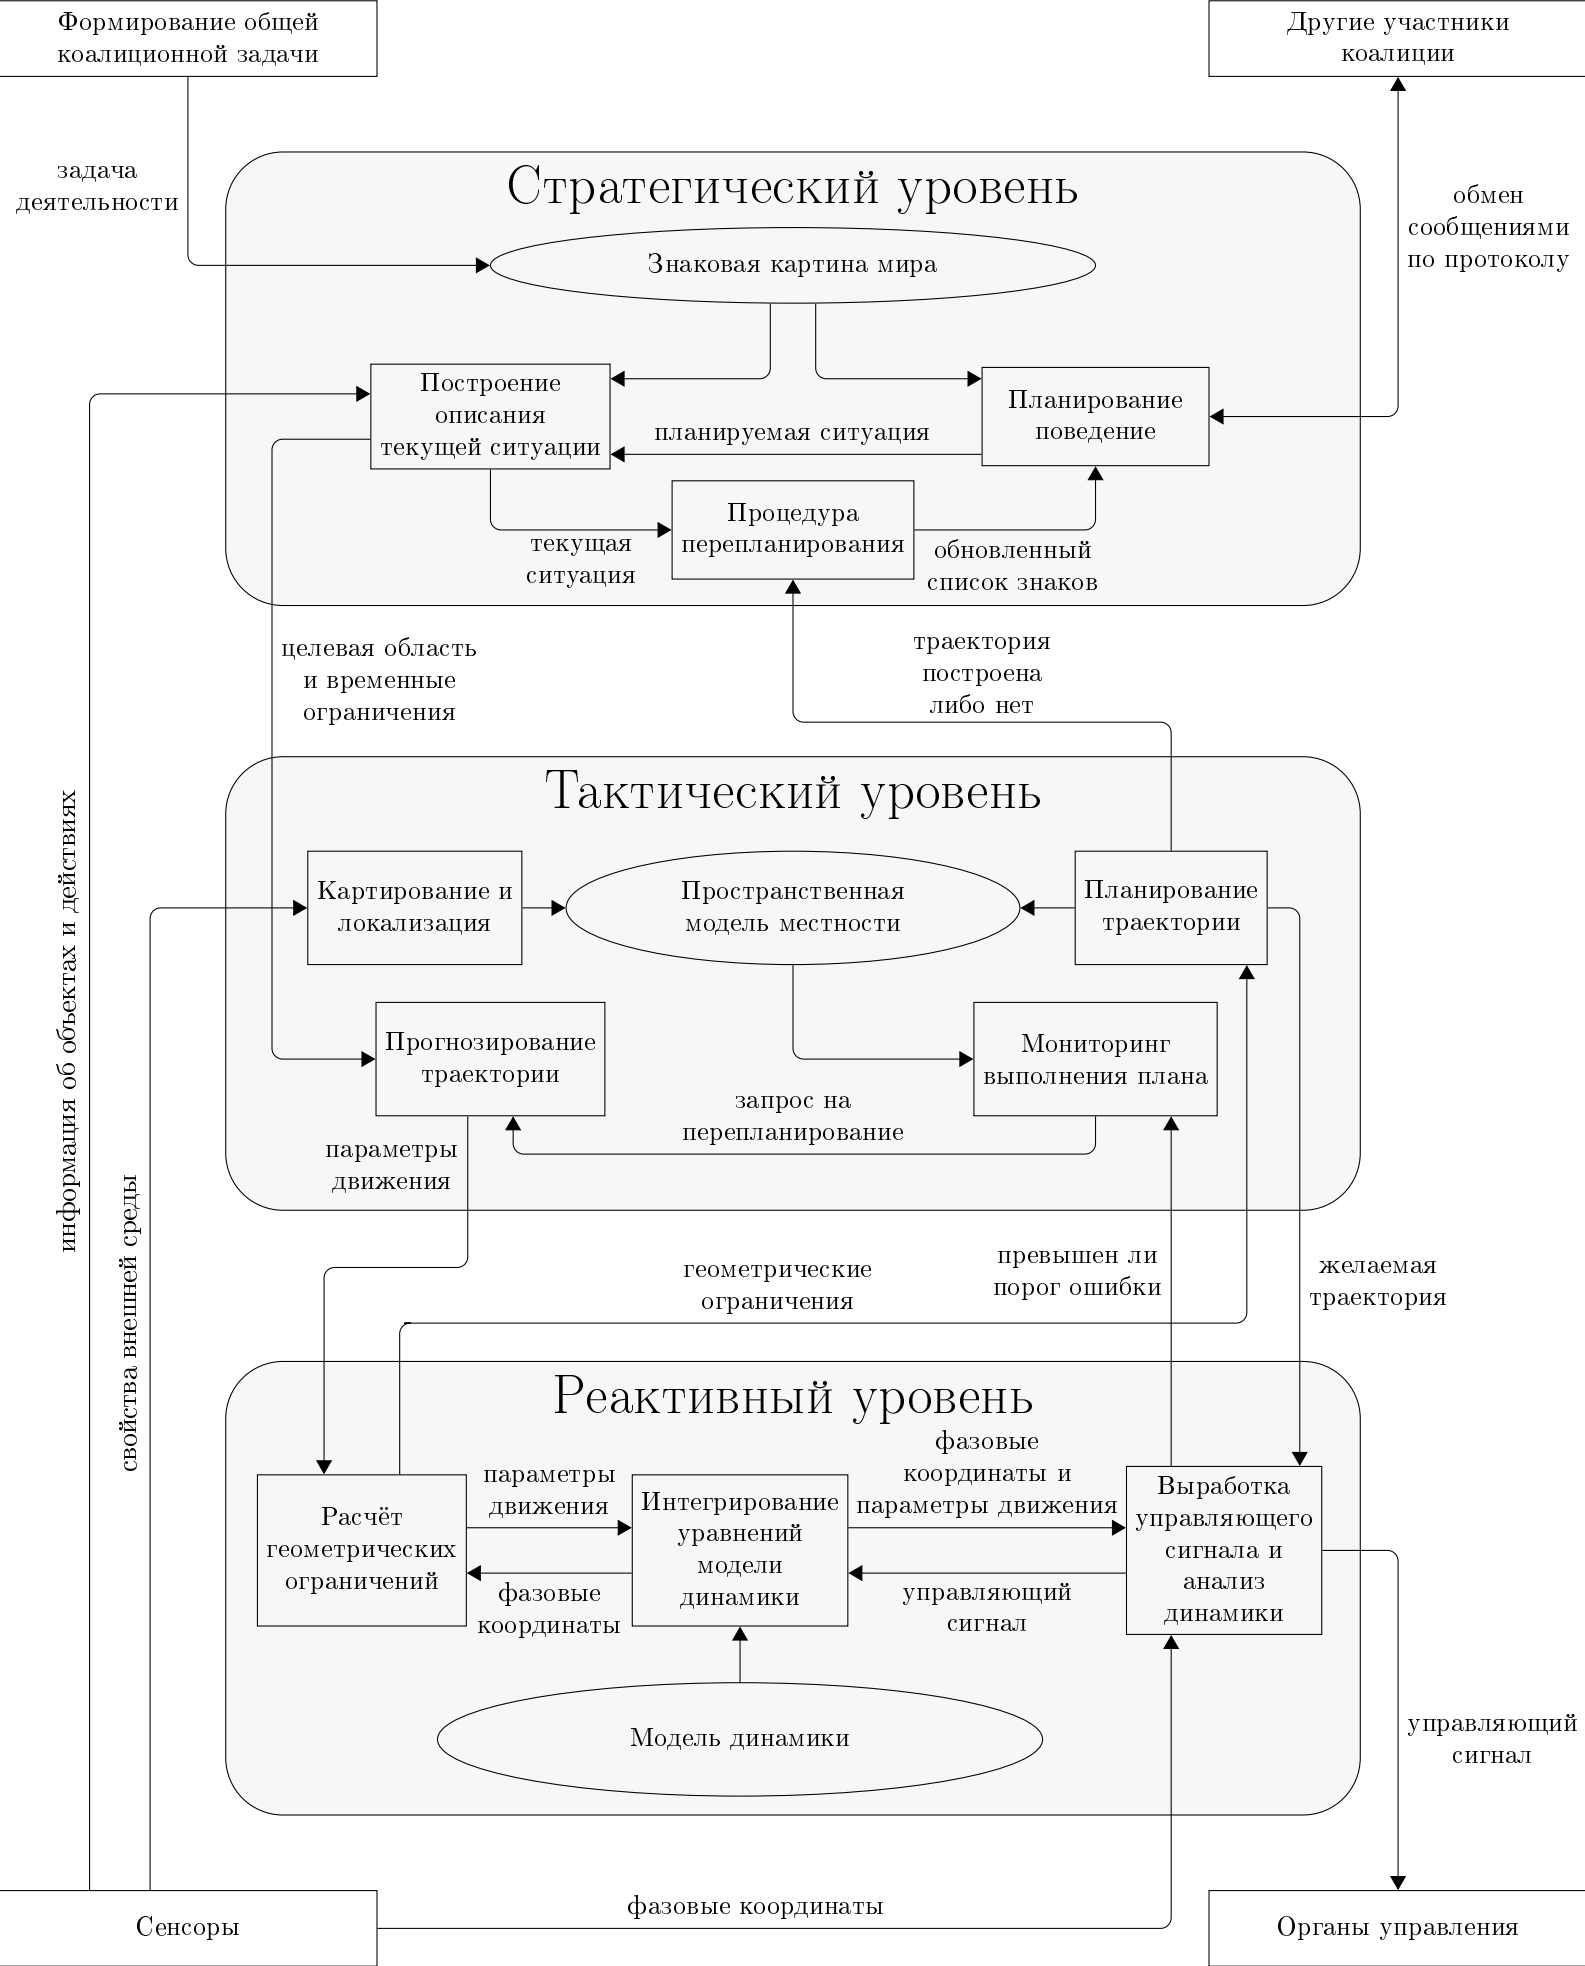 Формирование общей
коалиционной задачи
Другие участники
коалиции
задача
деятельности
обмен
сообщениями
по протоколу
Стратегический уровень
Знаковая картина мира
Построение
описания
текущей ситуации
Планирование
поведение
планируемая ситуация
Процедура
перепланирования
текущая
ситуация
обновленный
список знаков
целевая область
и временные
ограничения
траектория
построена
либо нет
Тактический уровень
Картирование и
локализация
Пространственная
модель местности
Планирование
траектории
Прогнозирование
траектории
Мониторинг
выполнения плана
запрос на
перепланирование
параметры
движения
информация об объектах и действиях
свойства внешней среды
геометрические
ограничения
превышен ли
порог ошибки
желаемая
траектория
Реактивный уровень
Расчёт
геометрических
ограничений
параметры
движения
фазовые
координаты
Интегрирование
уравнений
модели
динамики
фазовые
координаты и
параметры движения
управляющий
сигнал
Выработка
управляющего
сигнала и
анализ
динамики
Модель динамики
управляющий
сигнал
Сенсоры
фазовые координаты
Органы управления